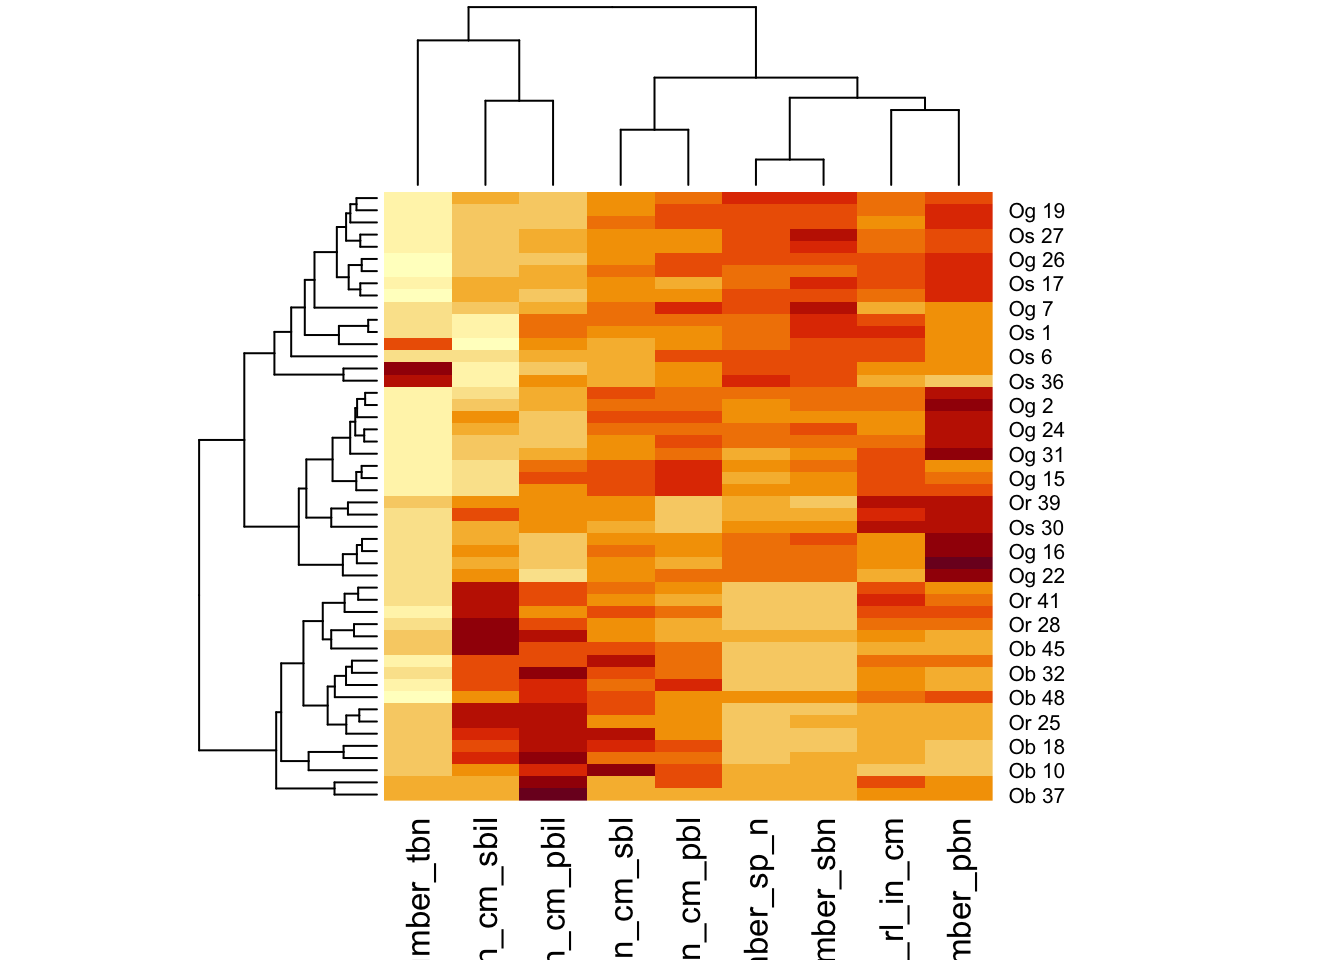 Og 19
Os 27
Og 26
Os 17
Og 7
Os 1
Os 6
Os 36
Og 2
Og 24
Og 31
Og 15
Or 39
Os 30
Og 16
Og 22
Or 41
Or 28
Ob 45
Ob 32
Ob 48
Or 25
Ob 18
Ob 10
Ob 37
mber_tbn
n_cm_sbil
n_cm_pbil
n_cm_sbl
n_cm_pbl
nber_sp_n
mber_sbn
_rl_in_cm
mber_pbn